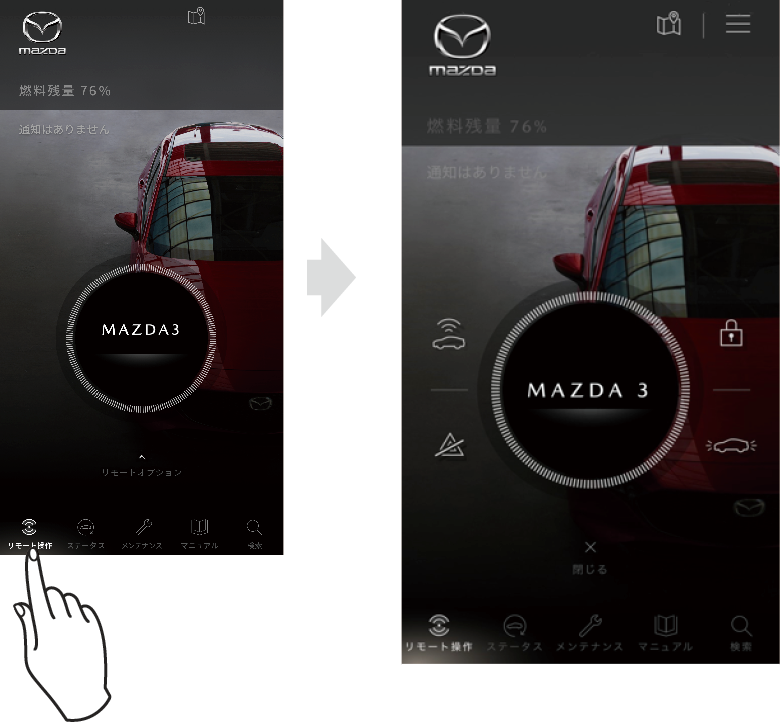 mazda
燃料残量 76%
通知はありません
MAZDA3
リモートオプション
リモート操作 ステータス メンテナンス マニュアル 検索
mazda
燃料残量 76%
通知はありません
MAZDA 3
閉じる
リモート操作 ステータス メンテナンス マニュアル 検索